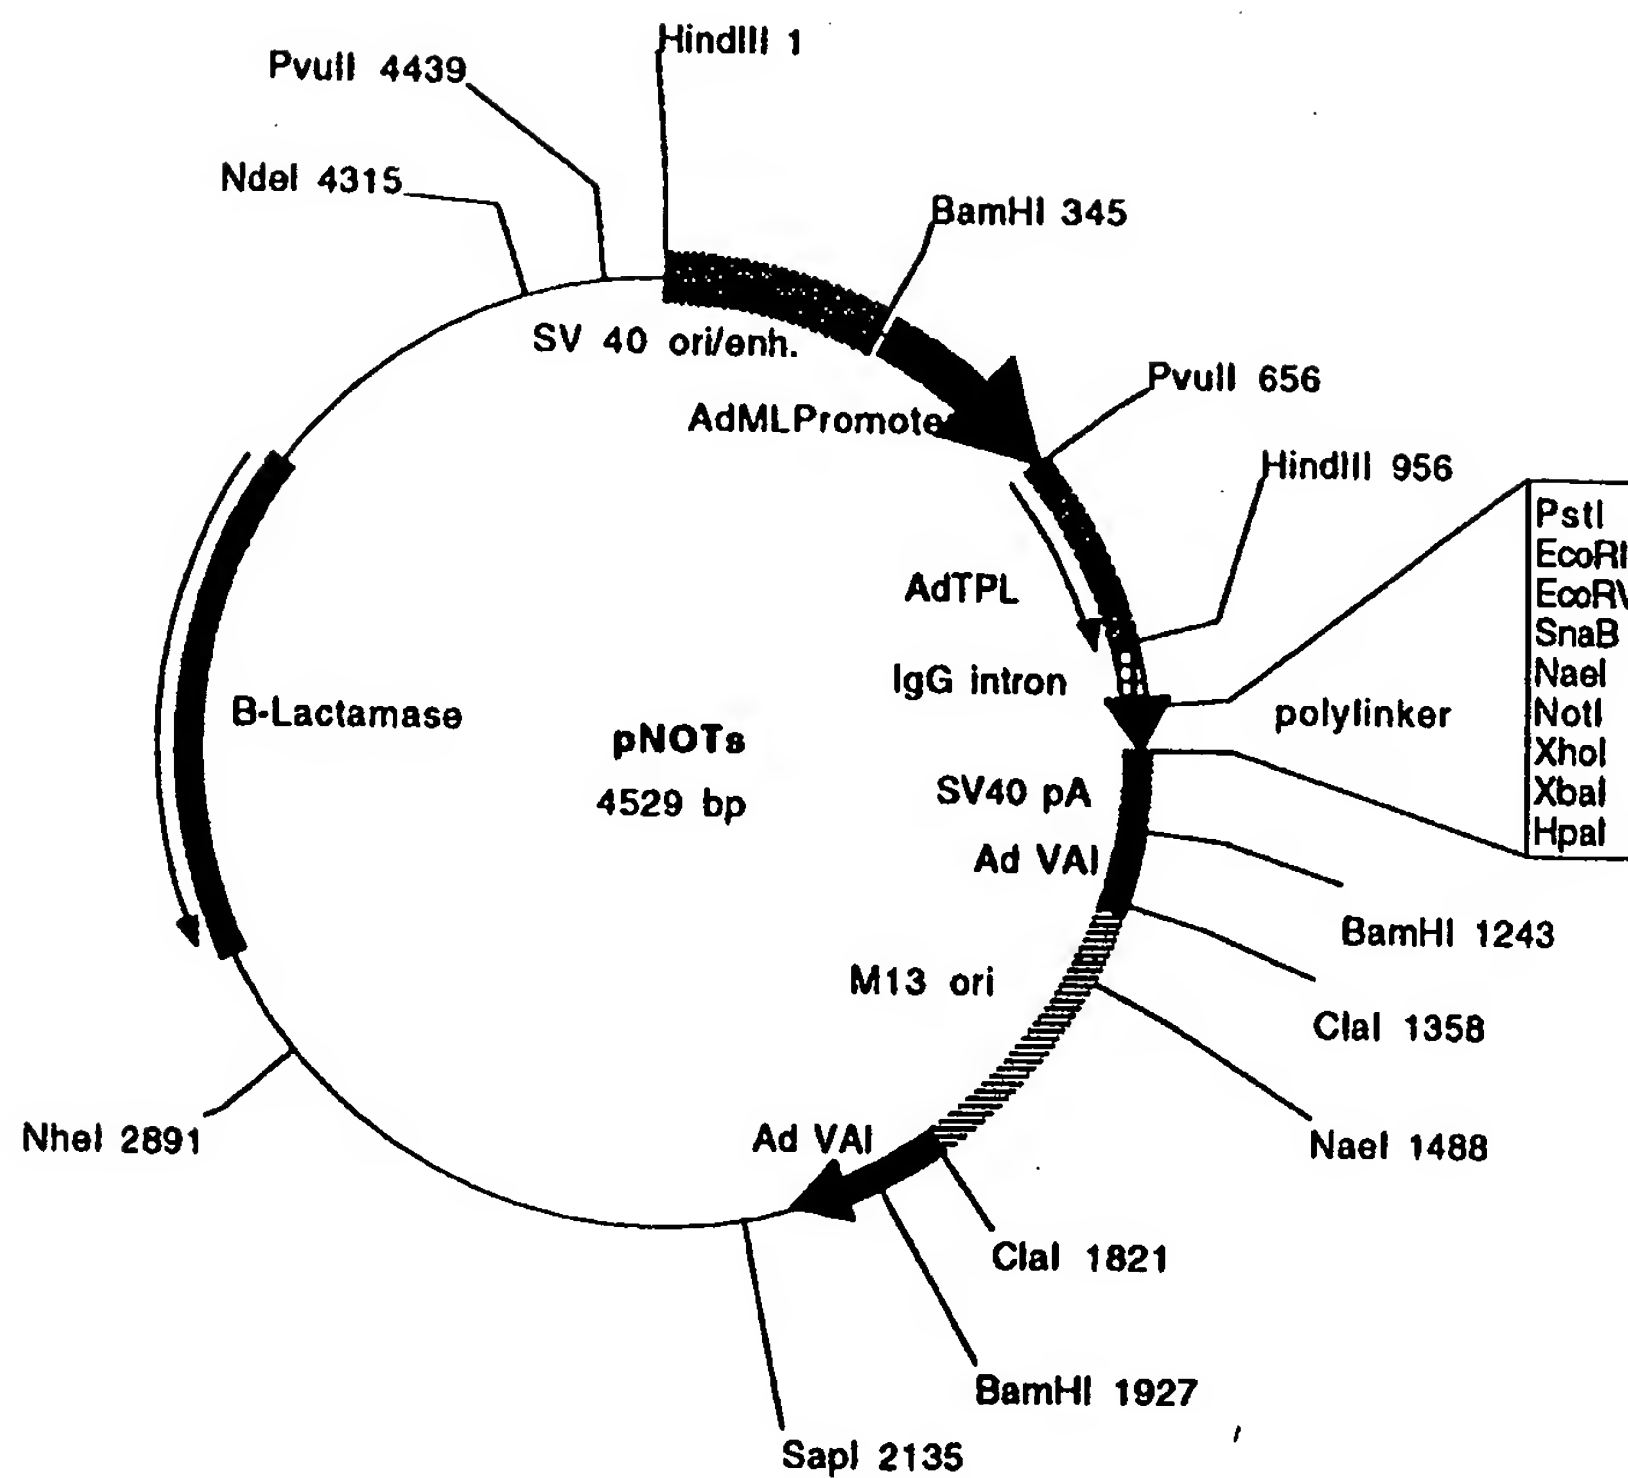 HindIII 1
PvuII 4439
NdeI 4315
BamHI 345
SV 40 ori/enh.
PvuII 656
AdMLPromote
HindIII 956
PstI
EcoRI
EcoRV
SnaB
NaeI
NotI
XhoI
XbaI
HpaI
AdTPL
IgG intron
polylinker
B-Lactamase
pNOTs
4529 bp
SV40 pA
Ad VAI
BamHI 1243
M13 ori
ClaI 1358
NheI 2891
Ad VAI
NaeI 1488
ClaI 1821
BamHI 1927
SapI 2135